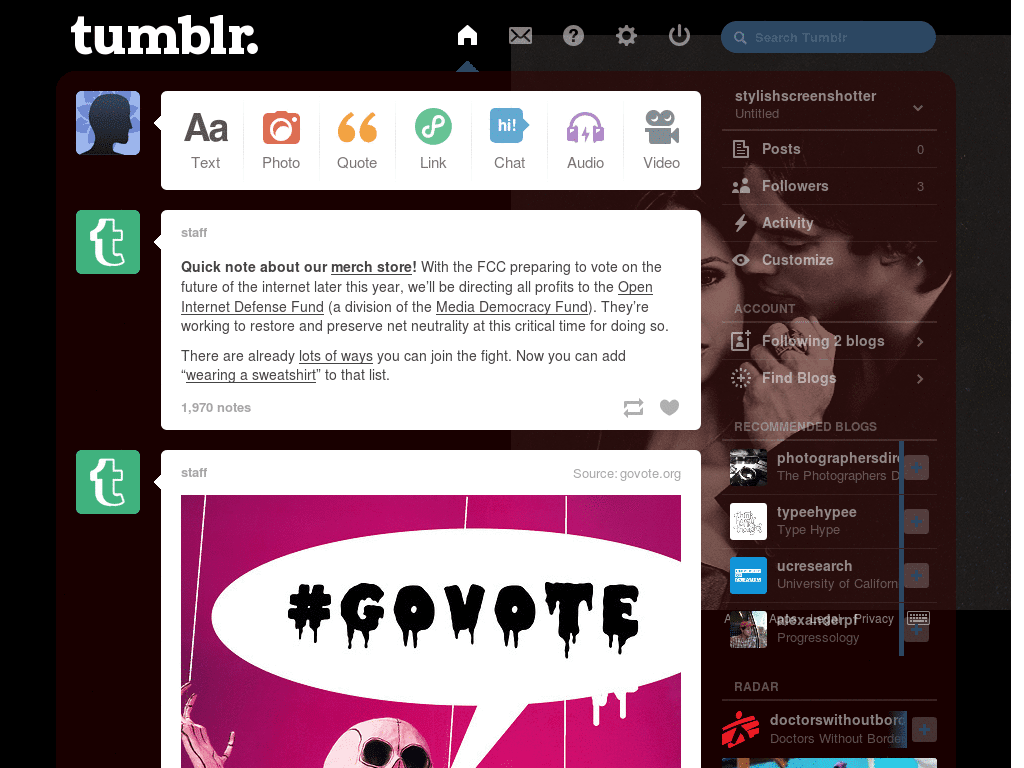 tumblr.
Search Tumblr
Aa
hi!
Text
Photo
Quote
Link
Chat
Audio
Video
stylishscreenshotter
Untitled
Posts 0
Followers 3
Activity
Customize
ACCOUNT
Following 2 blogs
Find Blogs
RECOMMENDED BLOGS
photographersdire
The Photographers D
typeehypee
Type Hype
ucresearch
University of Californ
alexanderpf
Progressology
Apps Legal Privacy
RADAR
doctorswithoutbord
Doctors Without Borde
t
staff
Quick note about our merch store! With the FCC preparing to vote on the
future of the internet later this year, we’ll be directing all profits to the Open
Internet Defense Fund (a division of the Media Democracy Fund). They’re
working to restore and preserve net neutrality at this critical time for doing so.
There are already lots of ways you can join the fight. Now you can add
“wearing a sweatshirt” to that list.
1,970 notes
t
staff
Source: govote.org
#GOVOTE